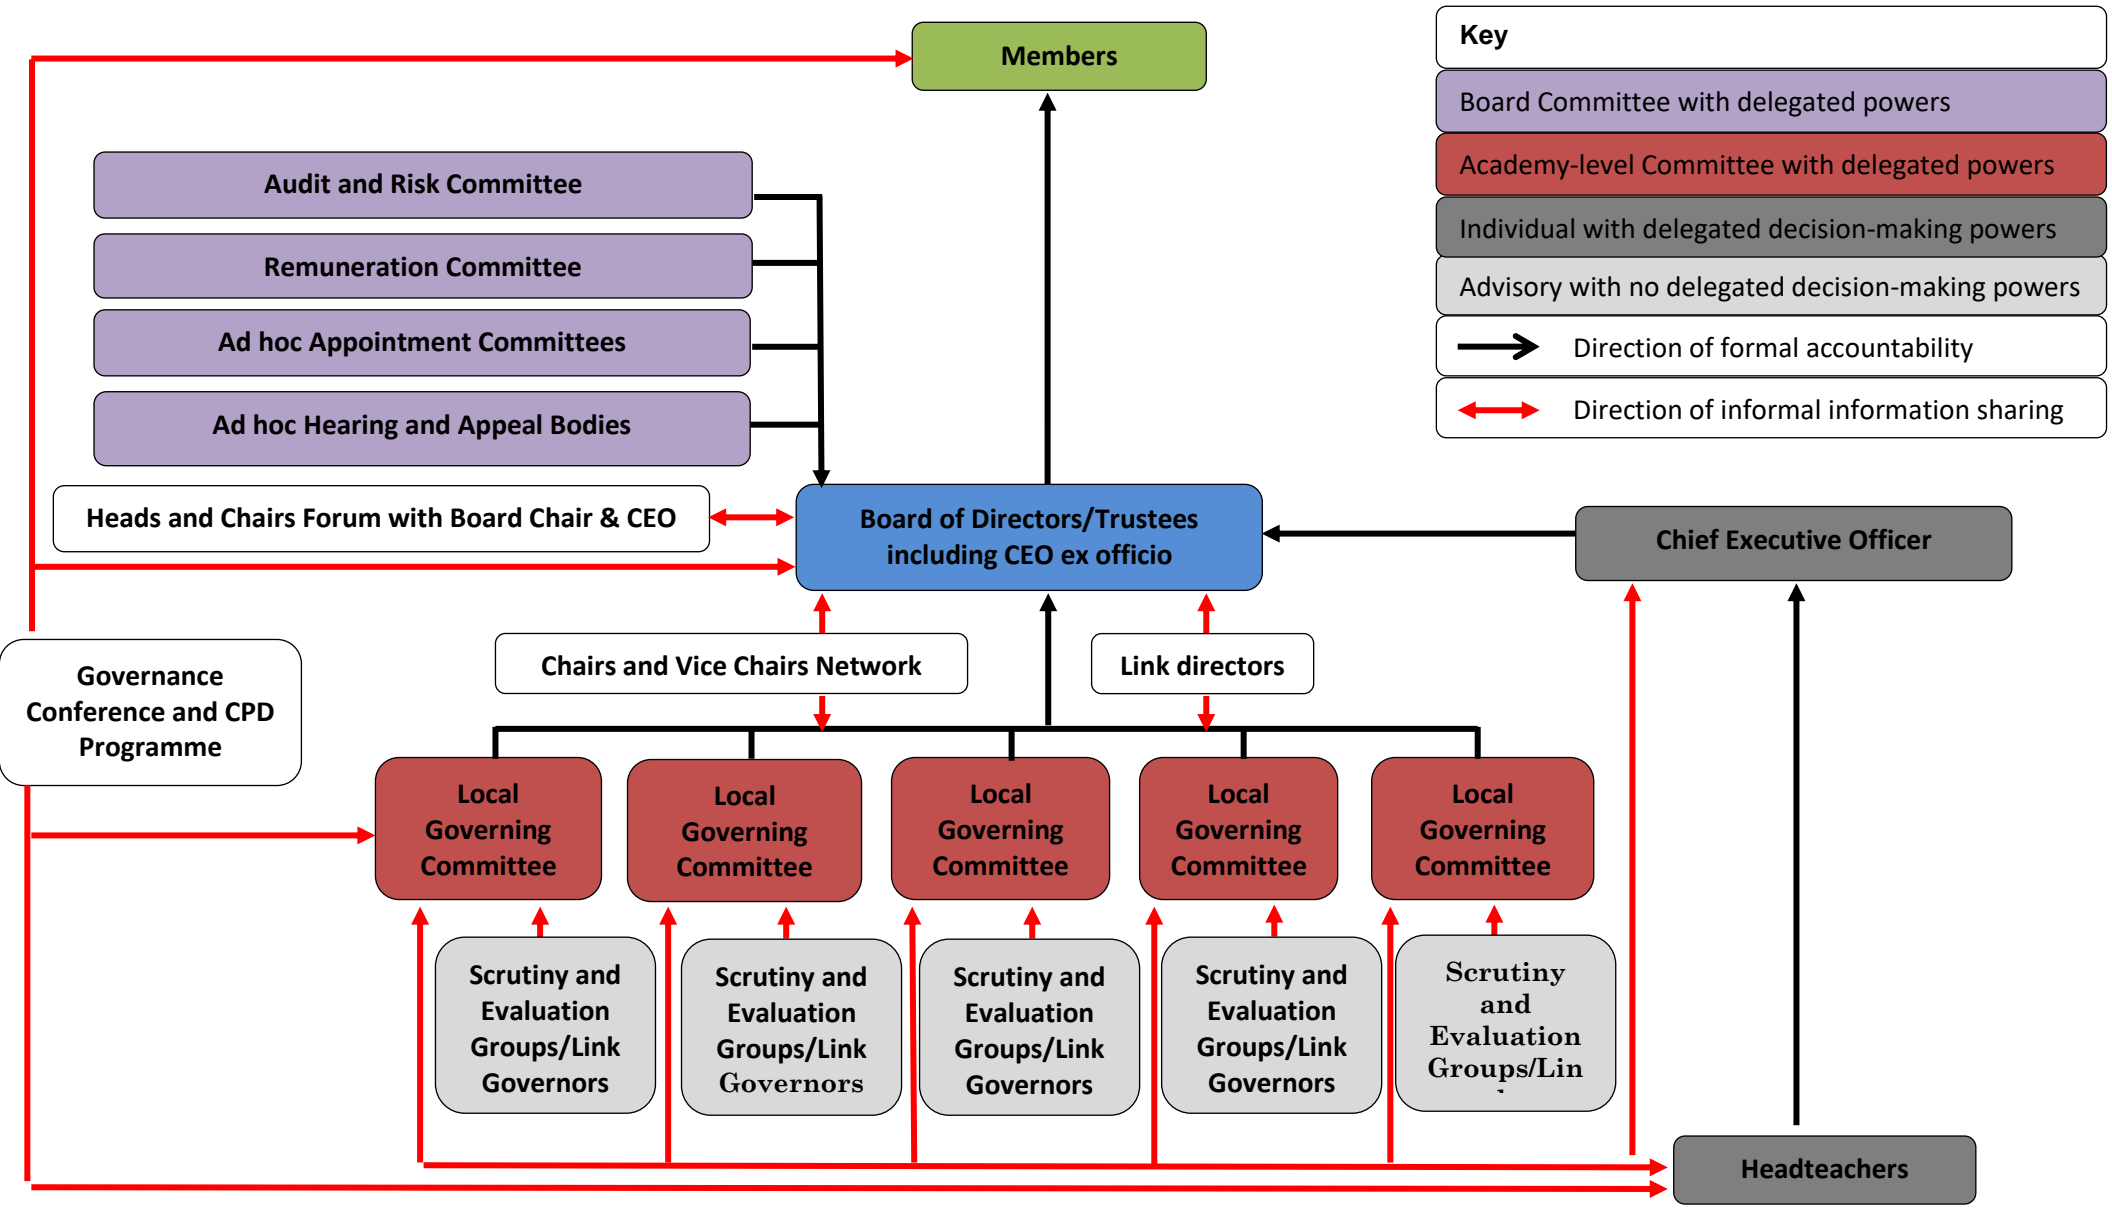 Members
Key
Board Committee with delegated powers
Academy-level Committee with delegated powers
Individual with delegated decision-making powers
Advisory with no delegated decision-making powers
Direction of formal accountability
Direction of informal information sharing
Audit and Risk Committee
Remuneration Committee
Ad hoc Appointment Committees
Ad hoc Hearing and Appeal Bodies
Heads and Chairs Forum with Board Chair & CEO
Board of Directors/Trustees
including CEO ex officio
Chief Executive Officer
Chairs and Vice Chairs Network
Link directors
Governance
Conference and CPD
Programme
Local
Governing
Committee
Local
Governing
Committee
Local
Governing
Committee
Local
Governing
Committee
Local
Governing
Committee
Scrutiny and
Evaluation
Groups/Link
Governors
Scrutiny and
Evaluation
Groups/Link
Governors
Scrutiny and
Evaluation
Groups/Link
Governors
Scrutiny and
Evaluation
Groups/Link
Governors
Scrutiny
and
Evaluation
Groups/Lin
Headteachers